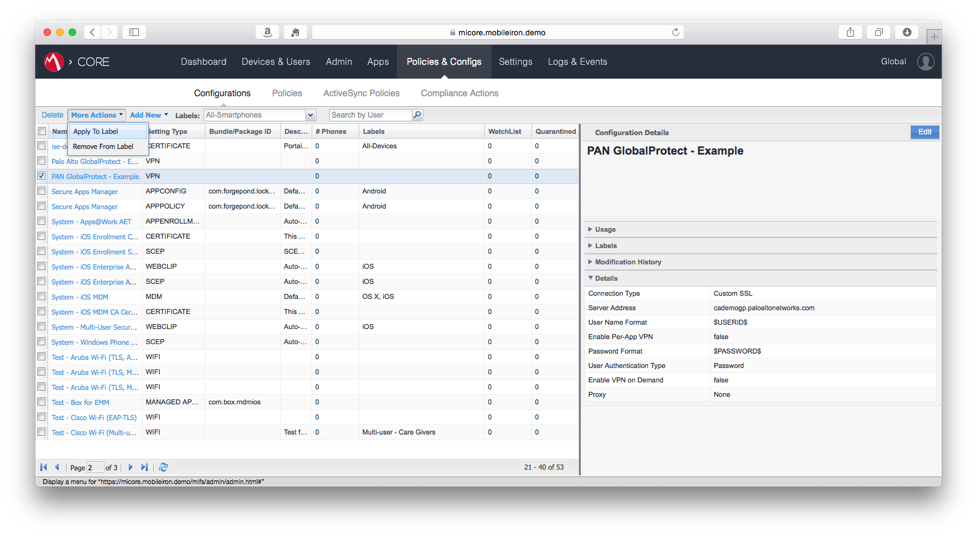 micore.mobileiron.demo
CORE
Dashboard Devices & Users Admin Apps Policies & Configs Settings Logs & Events Global
Configurations Policies ActiveSync Policies Compliance Actions
Delete More Actions Add New Labels: All-Smartphones Search by User
Apply To Label
Remove From Label
Setting Type Bundle/Package ID Desc... # Phones Labels WatchList Quarantined
CERTIFICATE Portal... 0 All-Devices 0 0
Palo Alto GlobalProtect - E... VPN 0 0 0
PAN GlobalProtect - Example VPN 0 0 0
Secure Apps Manager APPCONFIG com.forgepond.lock... Defa... 0 Android 0 0
Secure Apps Manager APPPOLICY com.forgepond.lock... Defa... 0 Android 0 0
System - Apps@Work AET APPENROLLM... Auto-... 0 0 0
System - iOS Enrollment C... CERTIFICATE This ... 0 0 0
System - iOS Enrollment S... SCEP SCE... 0 0 0
System - iOS Enterprise A... WEBCLIP Auto-... 0 iOS 0 0
System - iOS Enterprise A... SCEP Auto-... 0 iOS 0 0
System - iOS MDM MDM Defa... 0 OS X, iOS 0 0
System - iOS MDM CA Cer... CERTIFICATE This ... 0 0 0
System - Multi-User Secur... WEBCLIP Auto-... 0 iOS 0 0
System - Windows Phone ... SCEP Auto-... 0 0 0
Test - Aruba Wi-Fi (TLS, A... WIFI 0 0 0
Test - Aruba Wi-Fi (TLS, M... WIFI 0 0 0
Test - Aruba Wi-Fi (TLS, M... WIFI 0 0 0
Test - Box for EMM MANAGED AP... com.box.mdmios 0 0 0
Test - Cisco Wi-Fi (EAP-TLS) WIFI 0 0 0
Test - Cisco Wi-Fi (Multi-u... WIFI Test f... 0 Multi-user - Care Givers 0 0
Page 2 of 3 21 - 40 of 53
Configuration Details Edit
PAN GlobalProtect - Example
Usage
Labels
Modification History
Details
Connection Type Custom SSL
Server Address cademogp.paloaltonetworks.com
User Name Format $USERID$
Enable Per-App VPN false
Password Format $PASSWORD$
User Authentication Type Password
Enable VPN on Demand false
Proxy None
Display a menu for "https://micore.mobileiron.demo/mifs/admin/admin.html#"